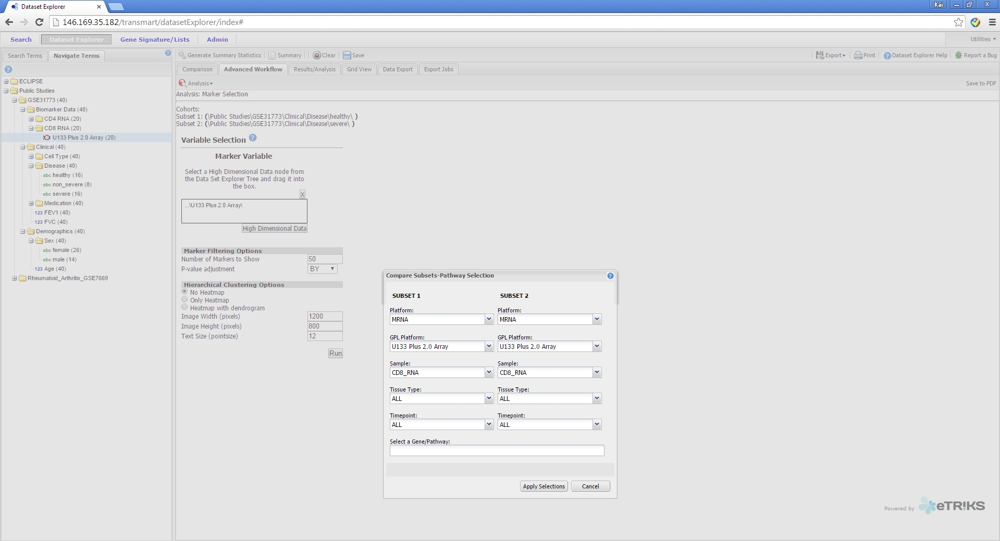 Dataset Explorer
Kai
146.169.35.182/transmart/datasetExplorer/index#
Search
Dataset Explorer
Gene Signature/Lists
Admin
Utilities
Search Terms
Navigate Terms
Generate Summary Statistics
Summary
Clear
Save
Export
Print
Dataset Explorer Help
Report a Bug
Comparison
Advanced Workflow
Results/Analysis
Grid View
Data Export
Export Jobs
Analysis
Save to PDF
ECLIPSE
Public Studies
GSE31773 (40)
Biomarker Data (40)
CD4 RNA (20)
CD8 RNA (20)
U133 Plus 2.0 Array (20)
Clinical (40)
Cell Type (40)
Disease (40)
abc healthy (16)
abc non_severe (8)
abc severe (16)
Medication (40)
123 FEV1 (40)
123 FVC (40)
Demographics (40)
Sex (40)
abc female (26)
abc male (14)
123 Age (40)
Rheumatoid_Arthritis_GSE7669
Analysis: Marker Selection
Cohorts:
Subset 1: (\Public Studies\GSE31773\Clinical\Disease\healthy\ )
Subset 2: (\Public Studies\GSE31773\Clinical\Disease\severe\ )
Variable Selection
Marker Variable
Select a High Dimensional Data node from
the Data Set Explorer Tree and drag it into
the box.
X
...\U133 Plus 2.0 Array\
High Dimensional Data
Marker Filtering Options
Number of Markers to Show 50
P-value adjustment BY
Hierarchical Clustering Options
No Heatmap
Only Heatmap
Heatmap with dendrogram
Image Width (pixels) 1200
Image Height (pixels) 800
Text Size (pointsize) 12
Run
Compare Subsets-Pathway Selection
SUBSET 1 SUBSET 2
Platform: Platform:
MRNA MRNA
GPL Platform: GPL Platform:
U133 Plus 2.0 Array U133 Plus 2.0 Array
Sample: Sample:
CD8_RNA CD8_RNA
Tissue Type: Tissue Type:
ALL ALL
Timepoint: Timepoint:
ALL ALL
Select a Gene/Pathway:
Apply Selections Cancel
Powered by eTRIKS